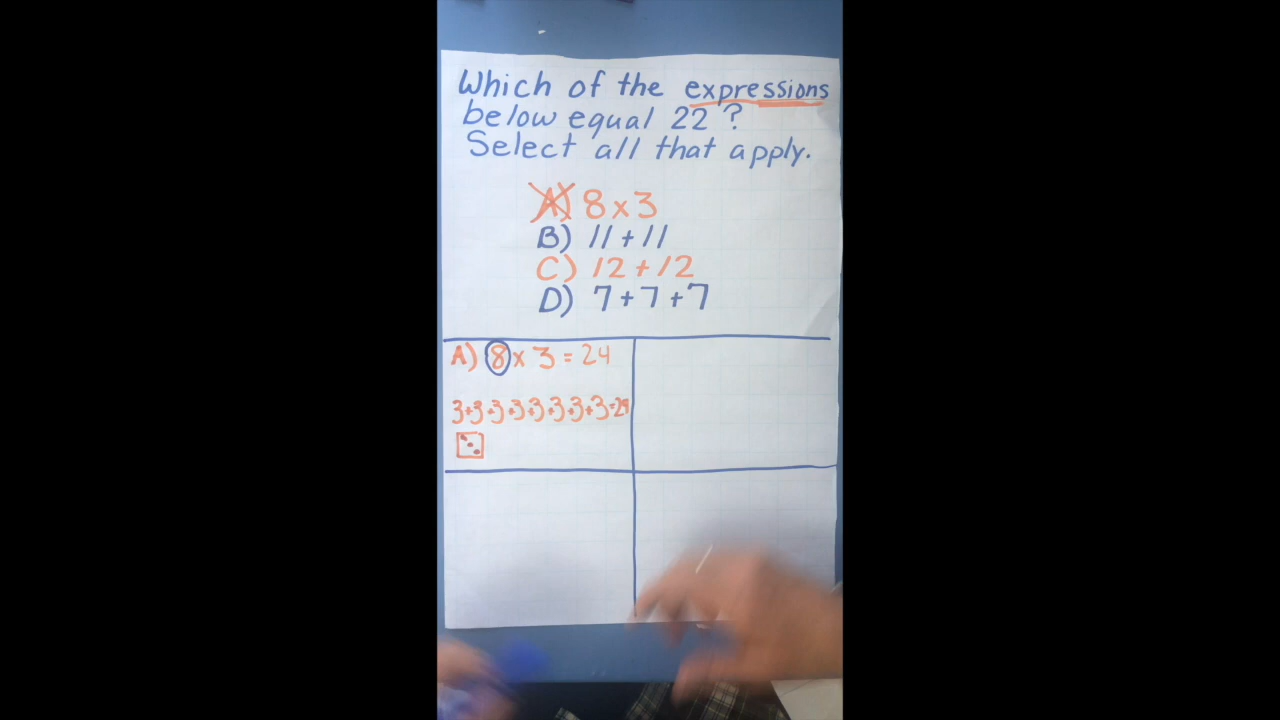 Which of the expressions
below equal 22?
Select all that apply.
A) 8 x 3
B) 11 + 11
C) 12 + 12
D) 7 + 7 + 7
A) 8 x 3 = 24
3+3+3+3+3+3+3+3=24